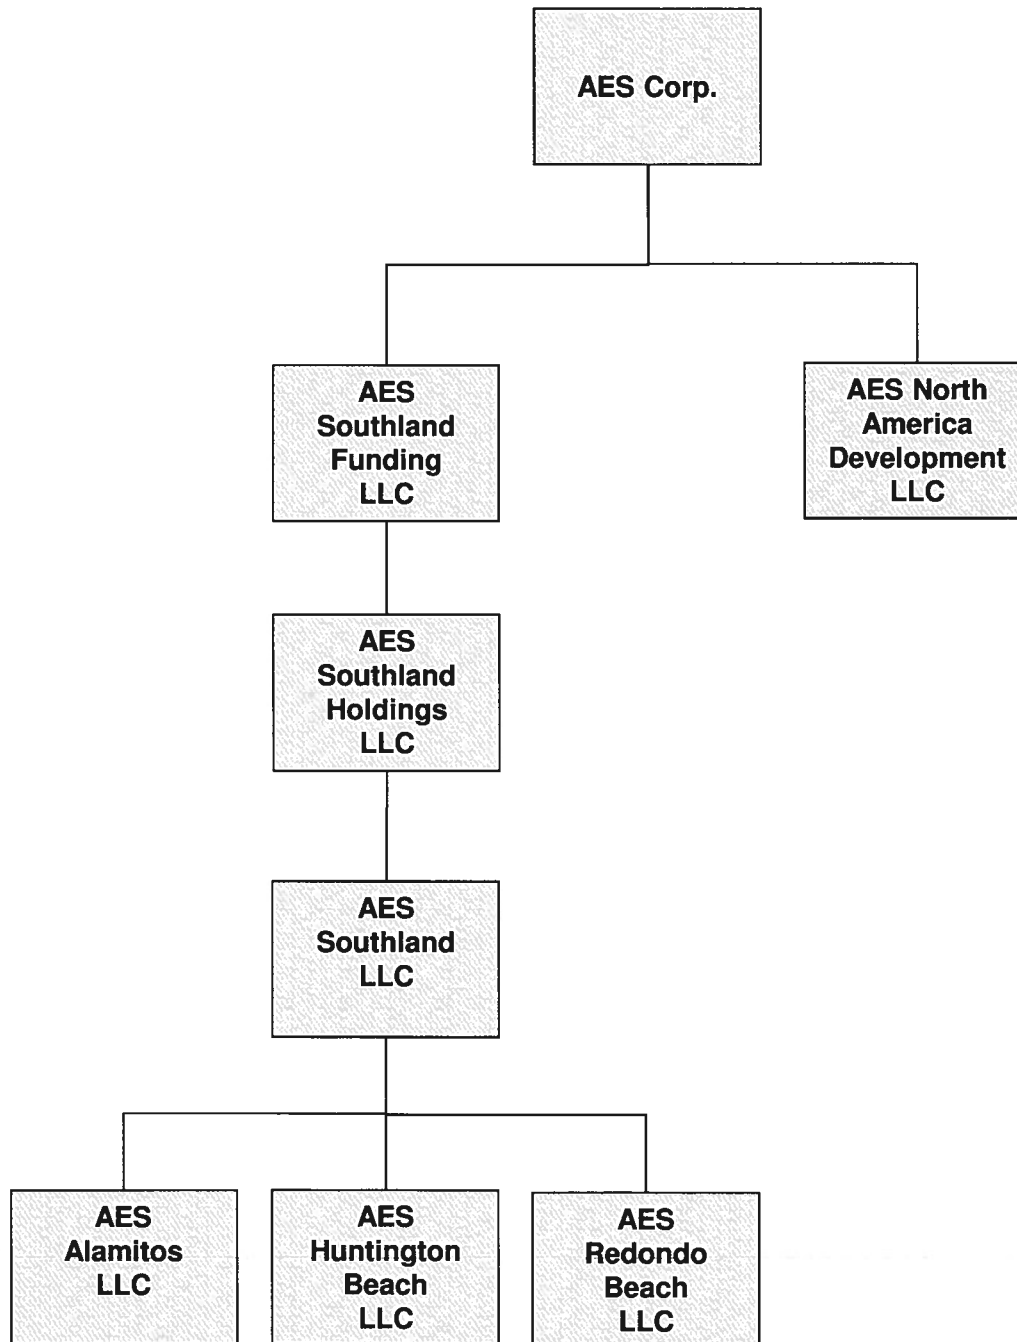 AES Corp.
AES
Southland
Funding
LLC
AES North
America
Development
LLC
AES
Southland
Holdings
LLC
AES
Southland
LLC
AES
Alamitos
LLC
AES
Huntington
Beach
LLC
AES
Redondo
Beach
LLC